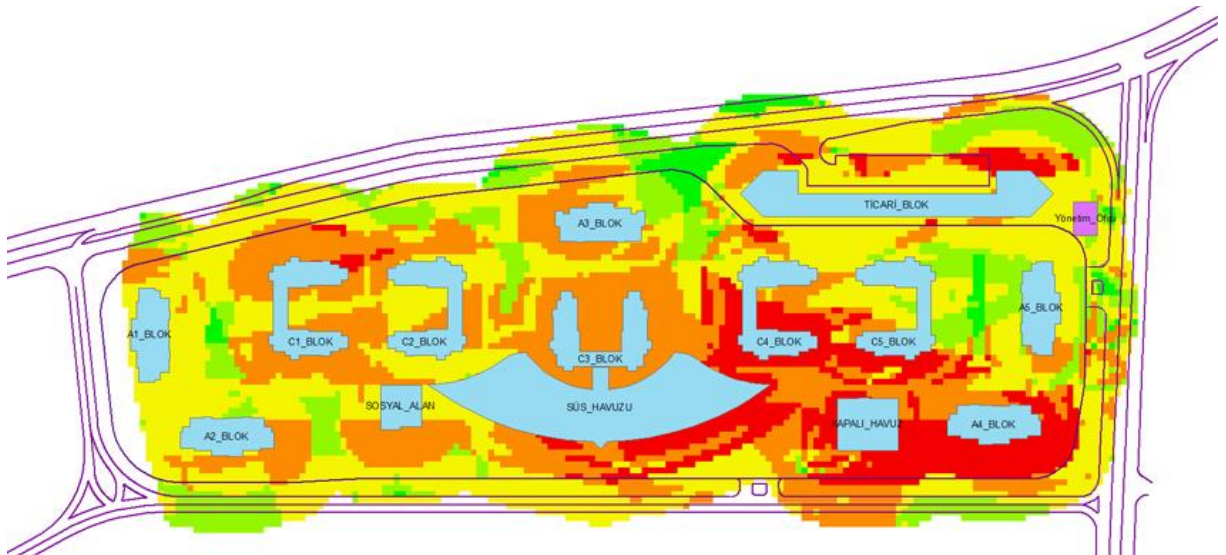 TİCARİ_BLOK
Yönetim_Ofisi
A3_BLOK
A1_BLOK
C1_BLOK
C2_BLOK
C3_BLOK
C4_BLOK
C5_BLOK
A5_BLOK
SOSYAL_ALAN
SÜS_HAVUZU
KAPALI_HAVUZ
A4_BLOK
A2_BLOK